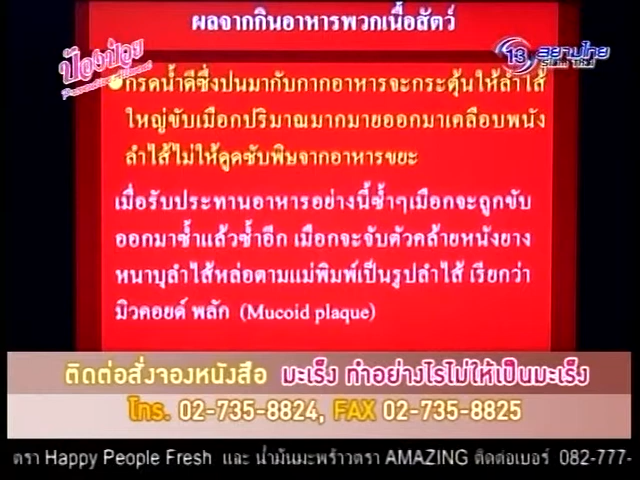 ผลจากกินอาหารพวกเนื้อสัตว์
ป๋องแป๋ง
13 สยามไทย
Siam Thai
กรดน้ำดีซึ่งปนมากับกากอาหารจะกระตุ้นให้ลำไส้
ใหญ่ขับเมือกปริมาณมากมายออกมาเคลือบพนัง
ลำไส้ไม่ให้ดูดซับพิษจากอาหารขยะ
เมื่อรับประทานอาหารอย่างนี้ซ้ำๆเมือกจะถูกขับ
ออกมาซ้ำแล้วซ้ำอีก เมือกจะจับตัวคล้ายหนังยาง
หนาบุลำไส้หล่อตามแม่พิมพ์เป็นรูปลำไส้ เรียกว่า
มิวคอยด์ พลัก (Mucoid plaque)
ติดต่อสั่งจองหนังสือ มะเร็ง ทำอย่างไรไม่ให้เป็นมะเร็ง
โทร. 02-735-8824, FAX 02-735-8825
ตรา Happy People Fresh และ น้ำมันมะพร้าวตรา AMAZING ติดต่อเบอร์ 082-777-